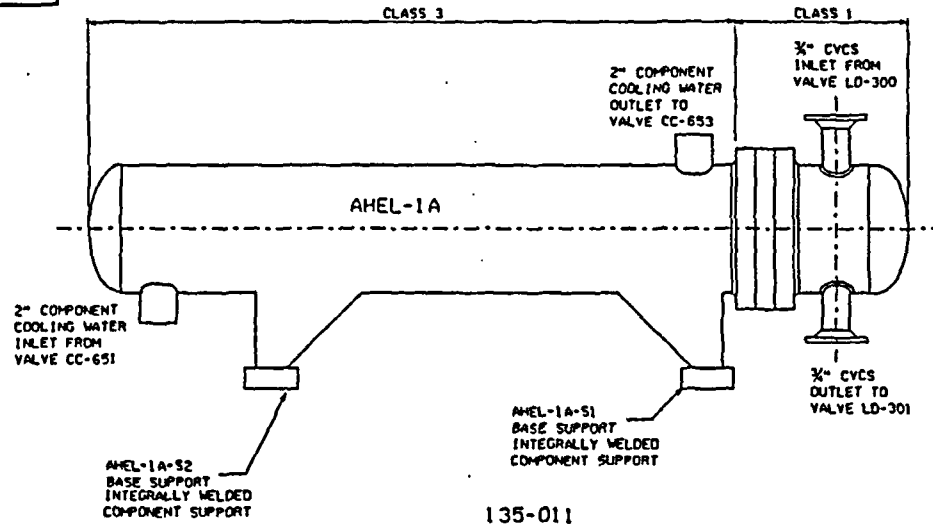 CLASS 3
CLASS 1
2" COMPONENT
COOLING WATER
OUTLET TO
VALVE CC-653
¾" CVCS
INLET FROM
VALVE LD-300
AHEL-1A
2" COMPONENT
COOLING WATER
INLET FROM
VALVE CC-651
AHEL-1A-S2
BASE SUPPORT
INTEGRALLY WELDED
COMPONENT SUPPORT
AHEL-1A-S1
BASE SUPPORT
INTEGRALLY WELDED
COMPONENT SUPPORT
¾" CVCS
OUTLET TO
VALVE LD-301
135-011